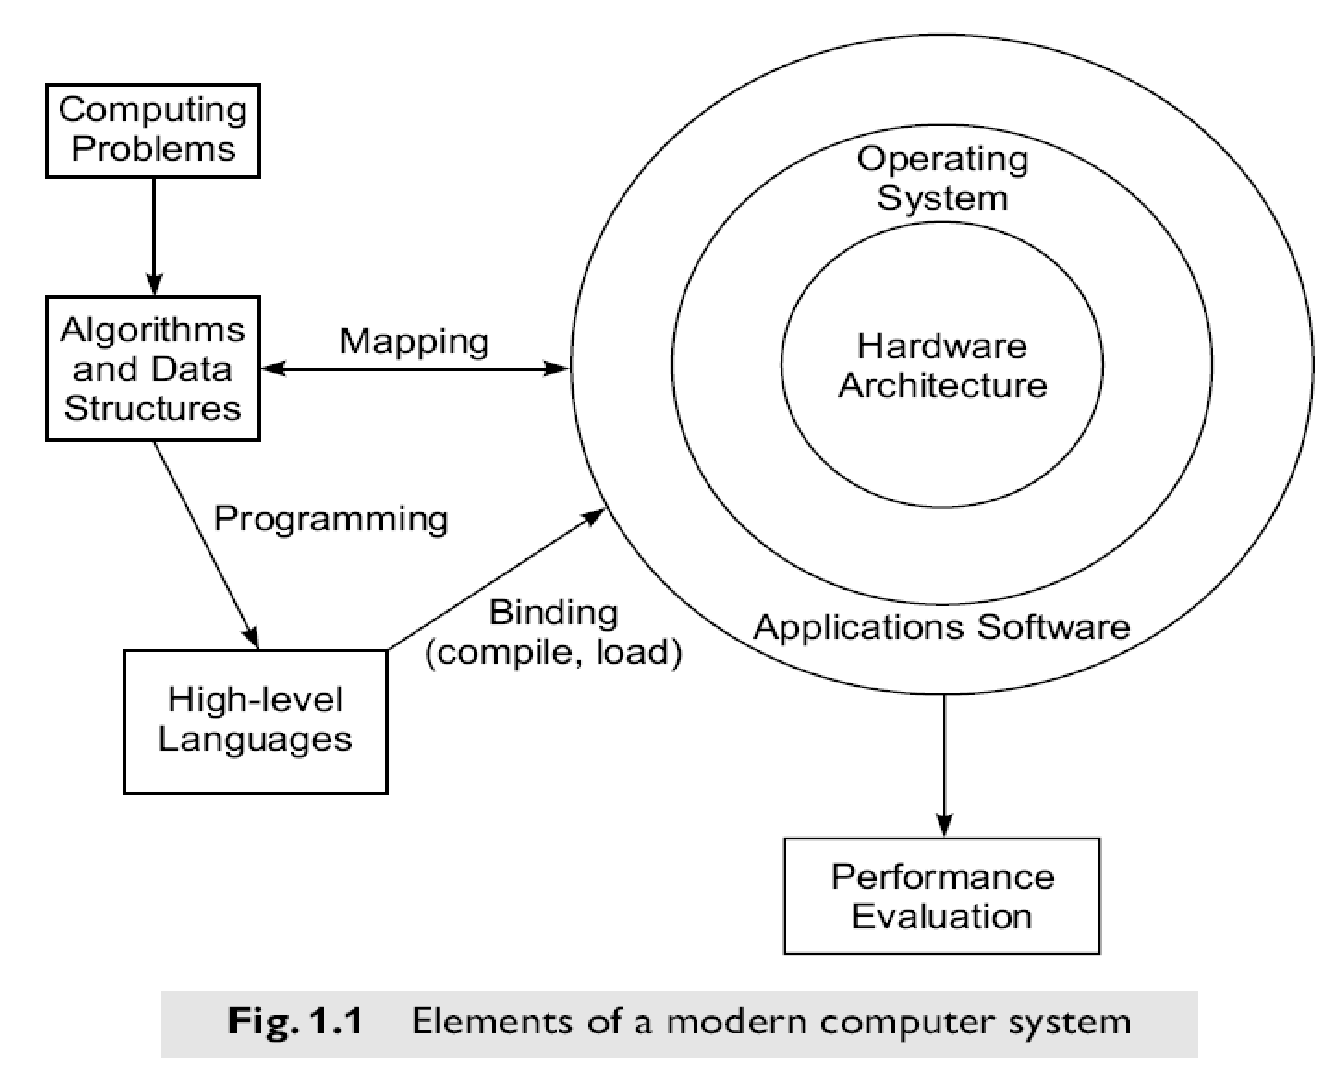 Computing
Problems
Operating
System
Algorithms
and Data
Structures
Mapping
Hardware
Architecture
Programming
Binding
(compile, load)
Applications Software
High-level
Languages
Performance
Evaluation
Fig. 1.1 Elements of a modern computer system